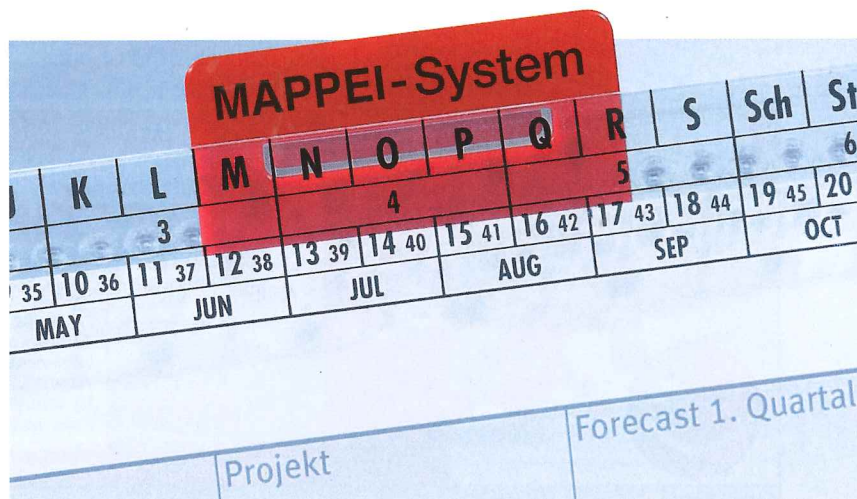 MAPPEI-System
K L M N O P Q R S Sch St
3 4 5 6
35 10 36 11 37 12 38 13 39 14 40 15 41 16 42 17 43 18 44 19 45 20
MAY JUN JUL AUG SEP OCT
Projekt Forecast 1. Quartal